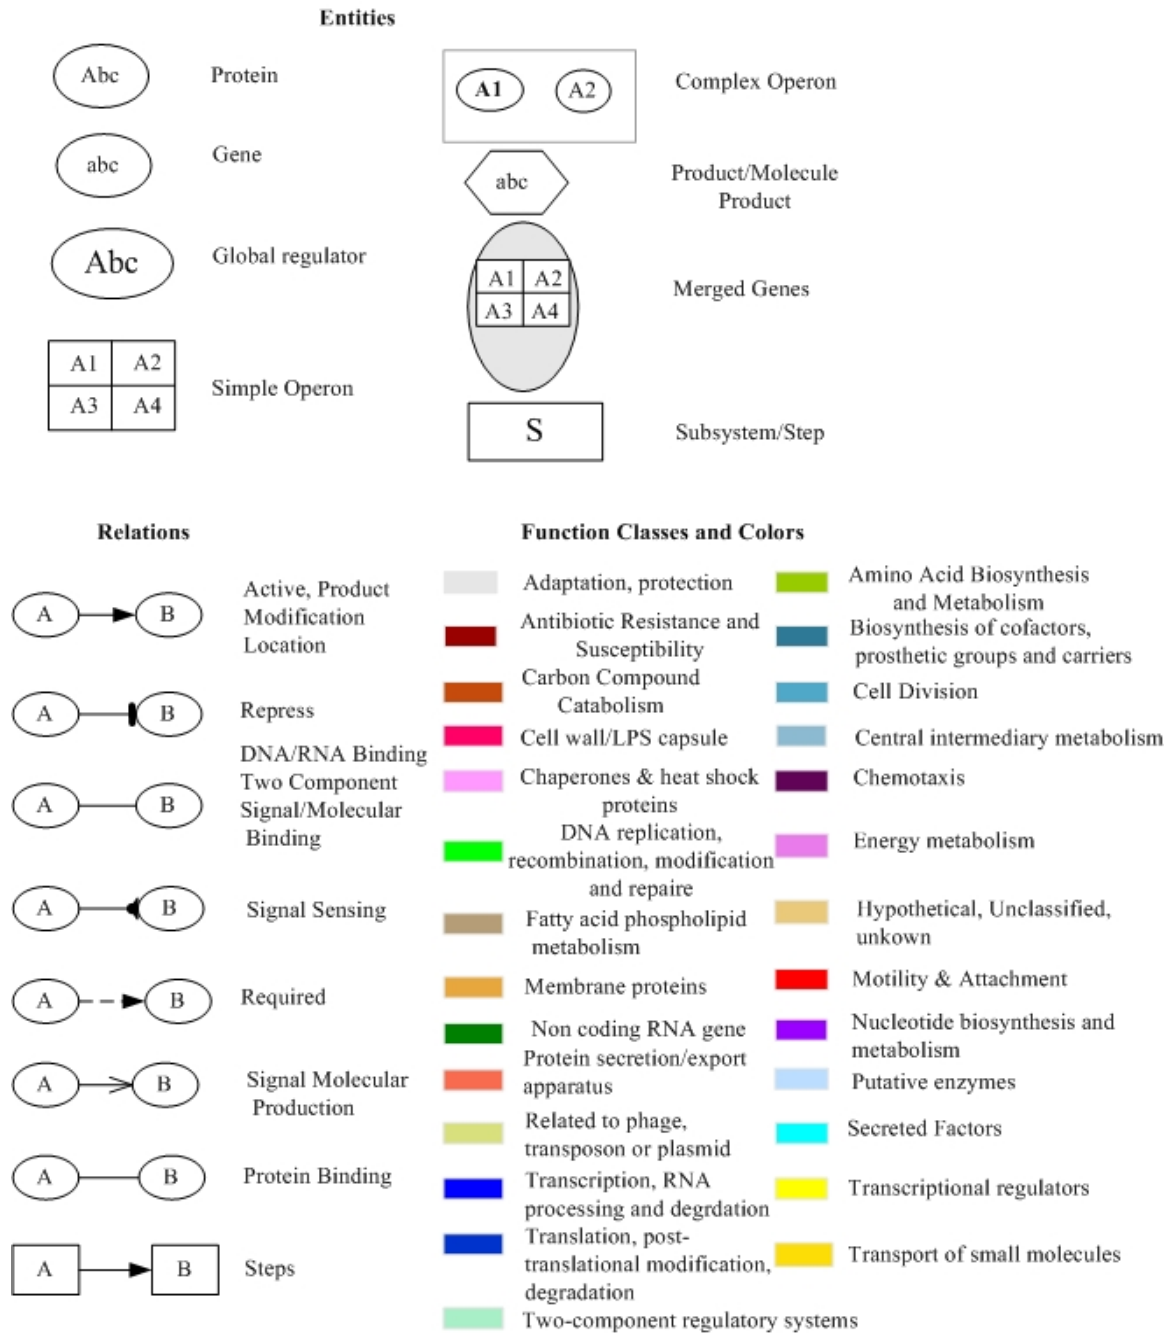 Entities
Abc
Protein
abc
Gene
Abc
Global regulator
A1 A2
A3 A4
Simple Operon
A1 A2
Complex Operon
abc
Product/Molecule
Product
A1 A2
A3 A4
Merged Genes
S
Subsystem/Step
Relations
A B
Active, Product
Modification
Location
A B
Repress
A B
DNA/RNA Binding
Two Component
Signal/Molecular
Binding
A B
Signal Sensing
A B
Required
A B
Signal Molecular
Production
A B
Protein Binding
A B
Steps
Function Classes and Colors
Adaptation, protection
Antibiotic Resistance and
Susceptibility
Carbon Compound
Catabolism
Cell wall/LPS capsule
Chaperones & heat shock
proteins
DNA replication,
recombination, modification
and repaire
Fatty acid phospholipid
metabolism
Membrane proteins
Non coding RNA gene
Protein secretion/export
apparatus
Related to phage,
transposon or plasmid
Transcription, RNA
processing and degrdation
Translation, post-
translational modification,
degradation
Two-component regulatory systems
Amino Acid Biosynthesis
and Metabolism
Biosynthesis of cofactors,
prosthetic groups and carriers
Cell Division
Central intermediary metabolism
Chemotaxis
Energy metabolism
Hypothetical, Unclassified,
unkown
Motility & Attachment
Nucleotide biosynthesis and
metabolism
Putative enzymes
Secreted Factors
Transcriptional regulators
Transport of small molecules